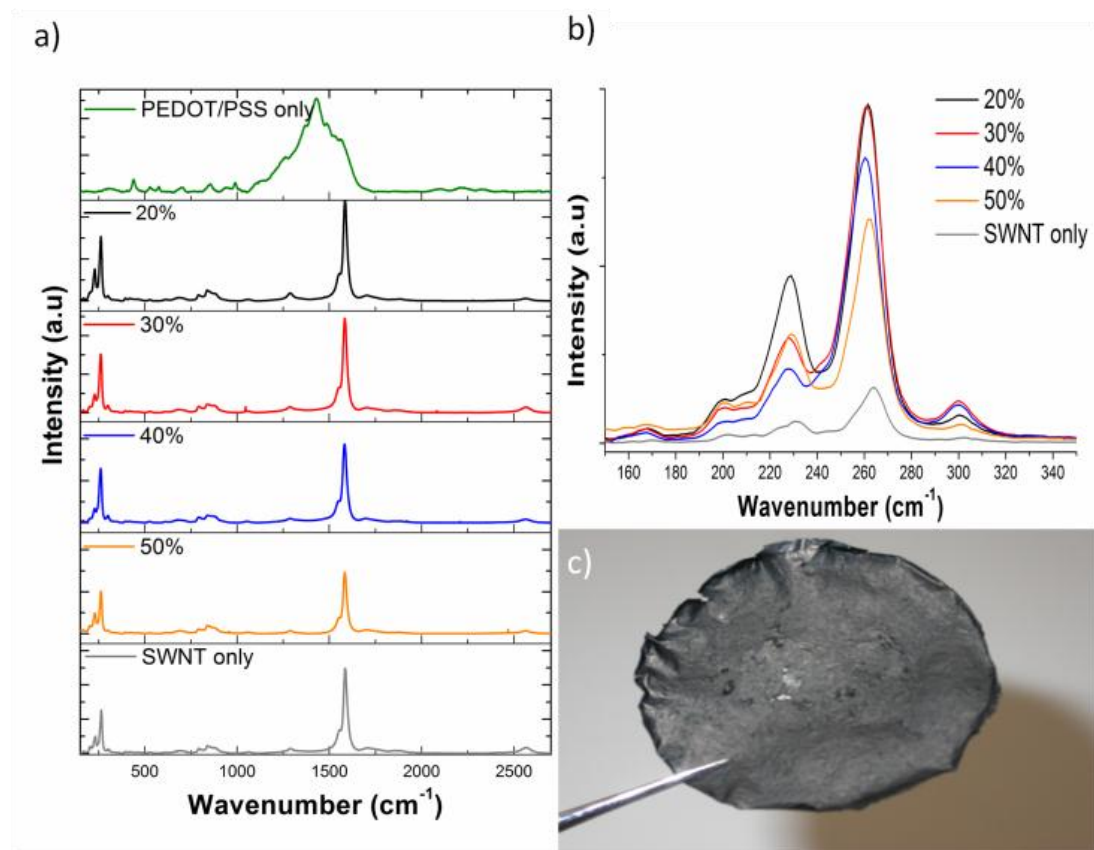 a)
PEDOT/PSS only
20%
30%
40%
50%
SWNT only
Intensity (a.u)
500 1000 1500 2000 2500
Wavenumber (cm⁻¹)
b)
20%
30%
40%
50%
SWNT only
Intensity (a.u)
160 180 200 220 240 260 280 300 320 340
Wavenumber (cm⁻¹)
c)